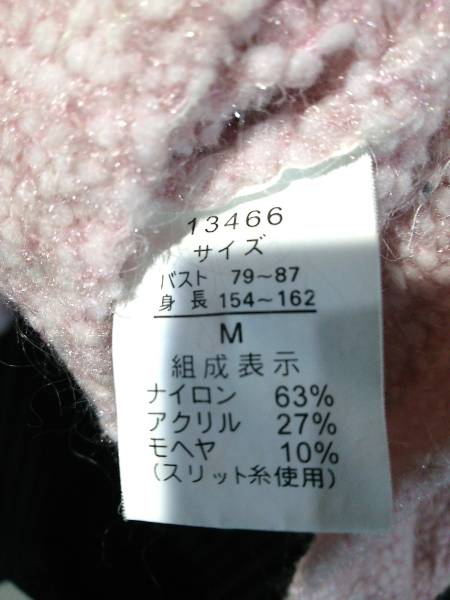 13466
サイズ
バスト 79~87
身長 154~162
M
組成表示
ナイロン 63%
アクリル 27%
モヘヤ 10%
(スリット糸使用)